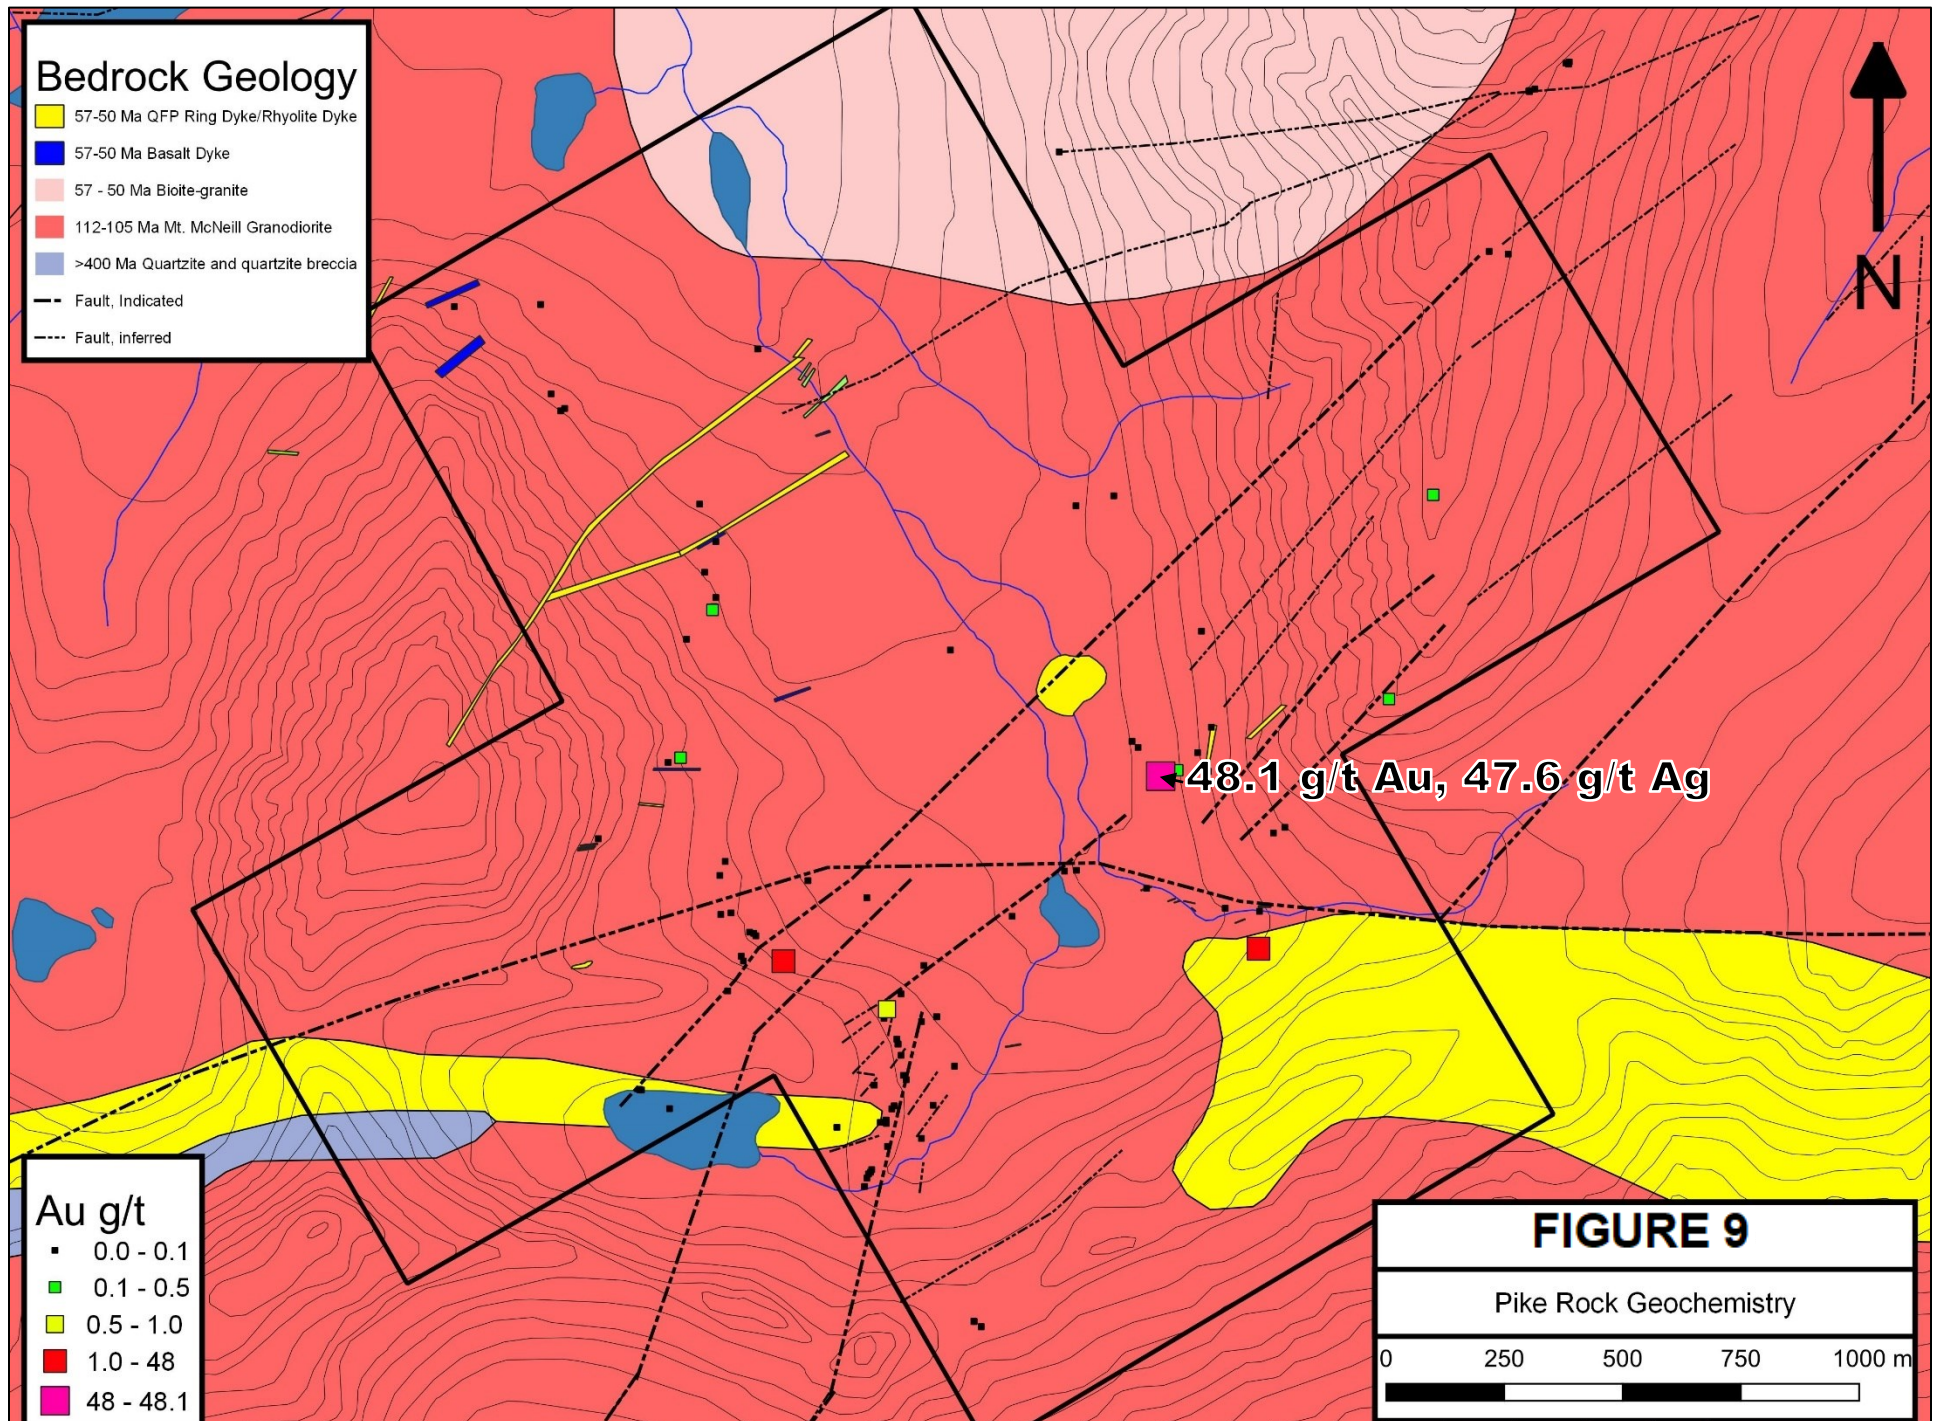 Bedrock Geology
57-50 Ma QFP Ring Dyke/Rhyolite Dyke
57-50 Ma Basalt Dyke
57 - 50 Ma Bioite-granite
112-105 Ma Mt. McNeill Granodiorite
>400 Ma Quartzite and quartzite breccia
Fault, Indicated
Fault, inferred
N
48.1 g/t Au, 47.6 g/t Ag
Au g/t
0.0 - 0.1
0.1 - 0.5
0.5 - 1.0
1.0 - 48
48 - 48.1
FIGURE 9
Pike Rock Geochemistry
0 250 500 750 1000 m